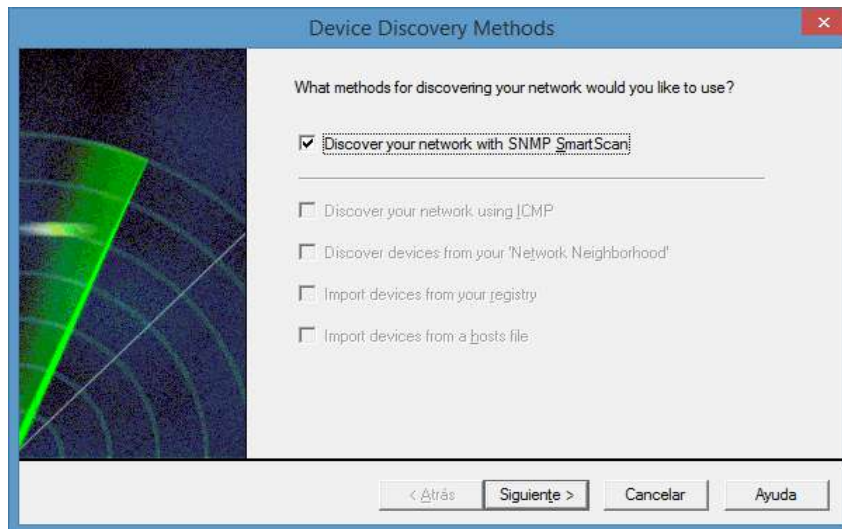 Device Discovery Methods
What methods for discovering your network would you like to use?
Discover your network with SNMP SmartScan
Discover your network using ICMP
Discover devices from your 'Network Neighborhood'
Import devices from your registry
Import devices from a hosts file
< Atrás
Siguiente >
Cancelar
Ayuda